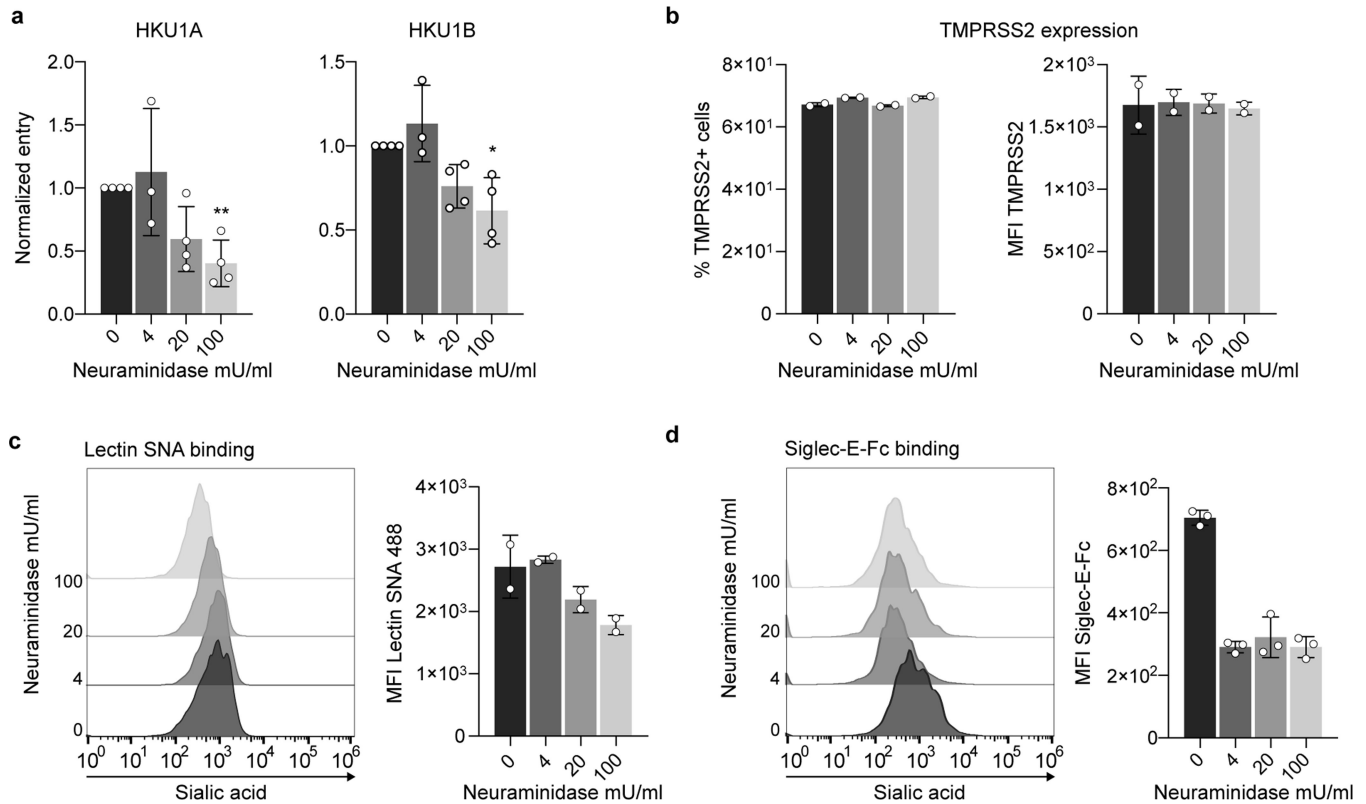 a
HKU1A
HKU1B
Normalized entry
2.0
1.5
1.0
0.5
0.0
0 4 20 100
Neuraminidase mU/ml
1.5
1.0
0.5
0.0
0 4 20 100
Neuraminidase mU/ml
**
*
b
TMPRSS2 expression
% TMPRSS2+ cells
8×10¹
6×10¹
4×10¹
2×10¹
0
0 4 20 100
Neuraminidase mU/ml
MFI TMPRSS2
2×10³
1.5×10³
1×10³
5×10²
0
0 4 20 100
Neuraminidase mU/ml
c
Lectin SNA binding
Neuraminidase mU/ml
100
20
4
0
10⁰ 10¹ 10² 10³ 10⁴ 10⁵ 10⁶
Sialic acid
MFI Lectin SNA 488
4×10³
3×10³
2×10³
1×10³
0
0 4 20 100
d
Siglec-E-Fc binding
Neuraminidase mU/ml
100
20
4
0
10⁰ 10¹ 10² 10³ 10⁴ 10⁵ 10⁶
Sialic acid
MFI Siglec-E-Fc
8×10²
6×10²
4×10²
2×10²
0
0 4 20 100
Neuraminidase mU/ml